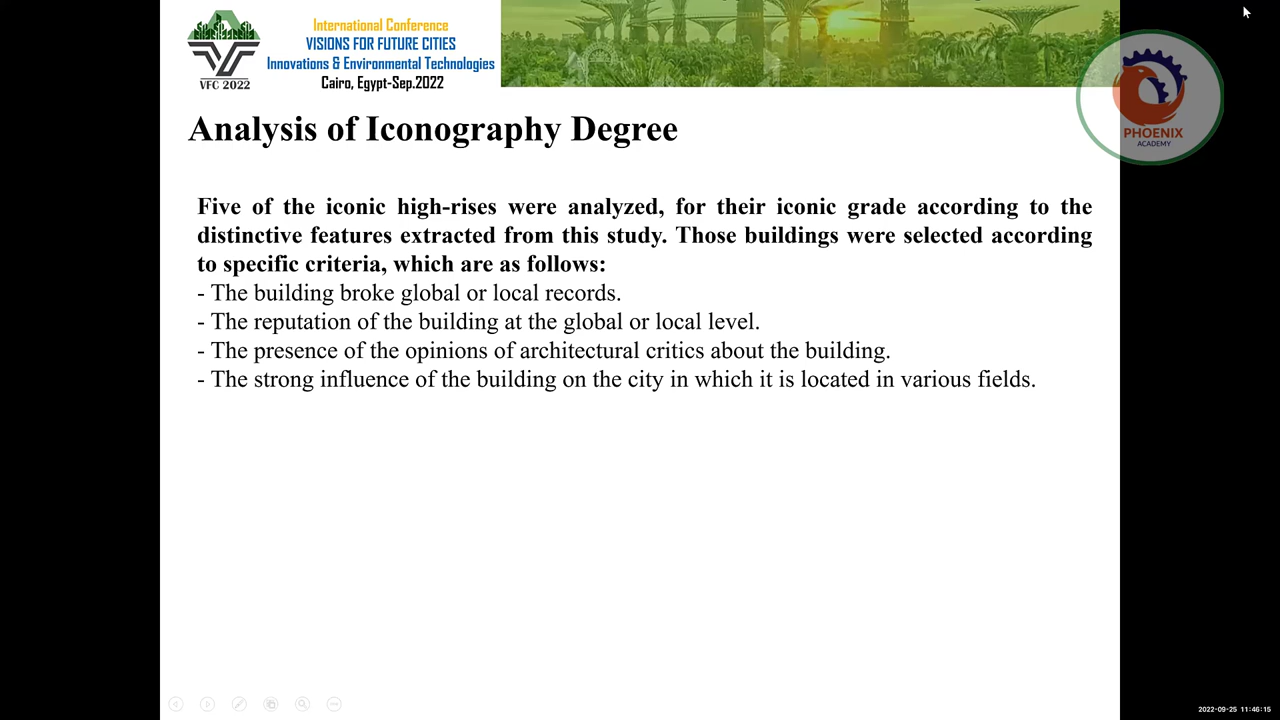 International Conference
VISIONS FOR FUTURE CITIES
Innovations & Environmental Technologies
Cairo, Egypt-Sep.2022
VFC 2022
PHOENIX
ACADEMY
Analysis of Iconography Degree
Five of the iconic high-rises were analyzed, for their iconic grade according to the
distinctive features extracted from this study. Those buildings were selected according
to specific criteria, which are as follows:
- The building broke global or local records.
- The reputation of the building at the global or local level.
- The presence of the opinions of architectural critics about the building.
- The strong influence of the building on the city in which it is located in various fields.
2022-09-25 11:46:15